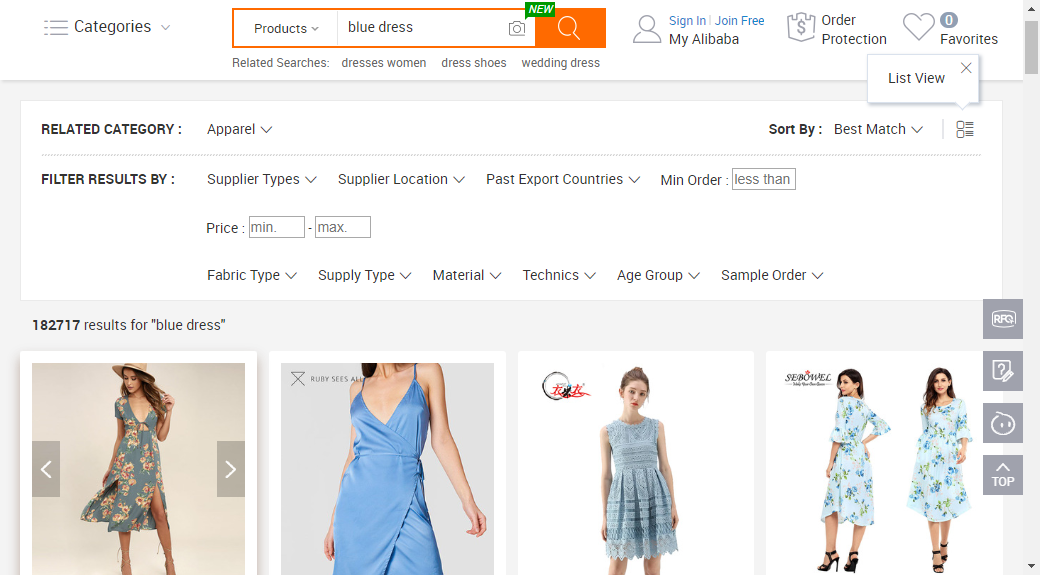 Categories
Products
blue dress
NEW
Sign In | Join Free
My Alibaba
Order
Protection
0
Favorites
Related Searches: dresses women dress shoes wedding dress
List View
RELATED CATEGORY : Apparel
Sort By : Best Match
FILTER RESULTS BY : Supplier Types Supplier Location Past Export Countries Min Order : less than
Price : min. - max.
Fabric Type Supply Type Material Technics Age Group Sample Order
182717 results for "blue dress"
RFQ
RUBY SEES ALL
SEBOWEL
TOP